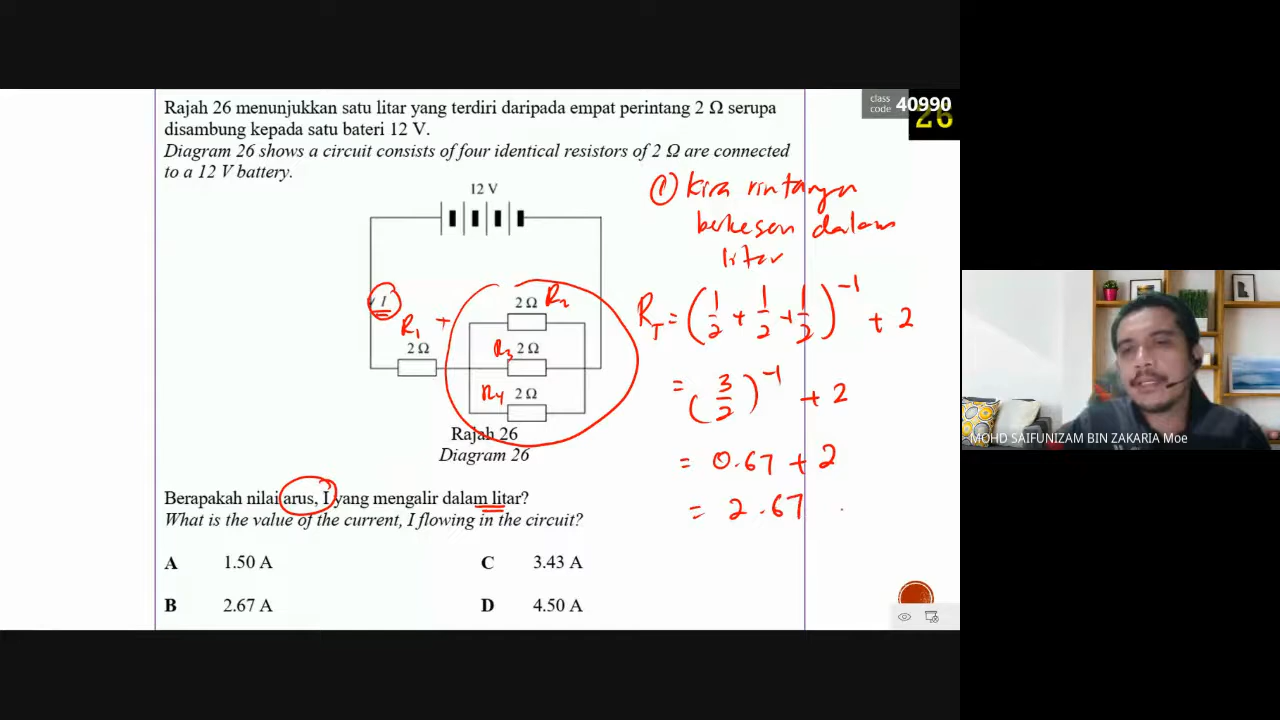 class
code 40990
26
Rajah 26 menunjukkan satu litar yang terdiri daripada empat perintang 2 Ω serupa
disambung kepada satu bateri 12 V.
Diagram 26 shows a circuit consists of four identical resistors of 2 Ω are connected
to a 12 V battery.
12 V
I
R1
+
2 Ω
2 Ω R2
R3 2 Ω
R4 2 Ω
Rajah 26
Diagram 26
① Kira rintangan
berkesan dalam
litar
RT = (1/2 + 1/2 + 1/2)^-1 + 2
= (3/2)^-1 + 2
= 0.67 + 2
= 2.67
Berapakah nilai arus, I yang mengalir dalam litar?
?
What is the value of the current, I flowing in the circuit?
A 1.50 A
C 3.43 A
B 2.67 A
D 4.50 A
MOHD SAIFUNIZAM BIN ZAKARIA Moe